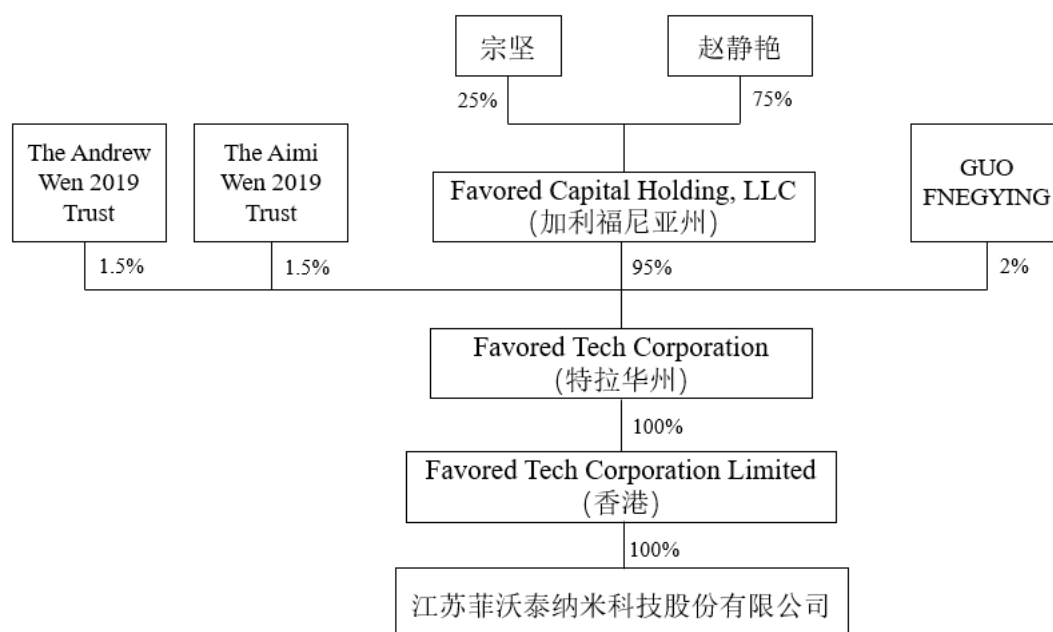 宗坚
赵静艳
25%
75%
The Andrew
Wen 2019
Trust
The Aimi
Wen 2019
Trust
Favored Capital Holding, LLC
(加利福尼亚州)
GUO
FNEGYING
1.5%
1.5%
95%
2%
Favored Tech Corporation
(特拉华州)
100%
Favored Tech Corporation Limited
(香港)
100%
江苏菲沃泰纳米科技股份有限公司